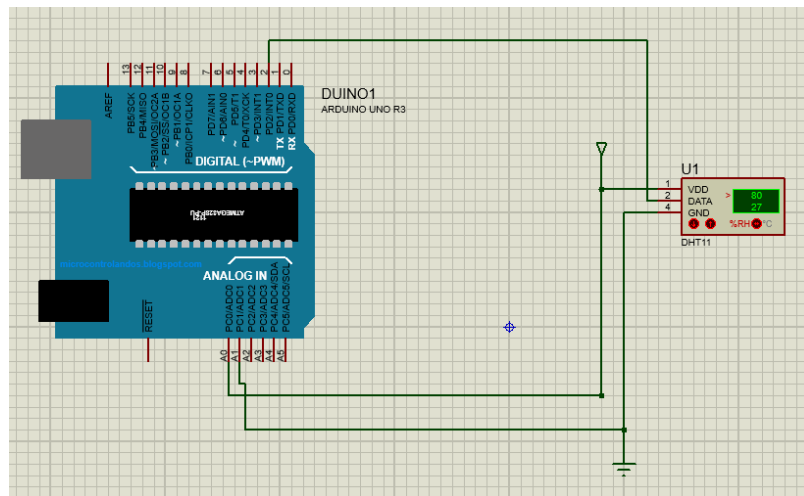 DUINO1
ARDUINO UNO R3
AREF
13
12
11
10
9
8
7
6
5
4
3
2
1
0
PB5/SCK
PB4/MISO
~PB3/MOSI/OC2A
~PB2/SS/OC1B
~PB1/OC1A
PB0/ICP1/CLKO
PD7/AIN1
~PD6/AIN0
~PD5/T1
PD4/T0/XCK
~PD3/INT1
PD2/INT0
TX PD1/TXD
RX PD0/RXD
DIGITAL (~PWM)
1121
microcontrolandos.blogspot.com
ANALOG IN
RESET
PC0/ADC0
PC1/ADC1
PC2/ADC2
PC3/ADC3
PC4/ADC4/SDA
PC5/ADC5/SCL
A0
A1
A2
A3
A4
A5
U1
1
2
4
VDD
DATA
GND
>
80
27
%RH
°C
DHT11